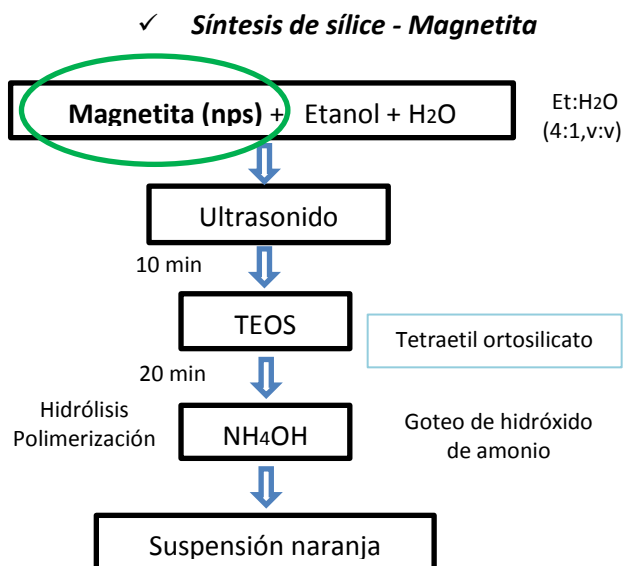 ✓ Síntesis de sílice - Magnetita
Magnetita (nps) + Etanol + H2O
Et:H2O
(4:1,v:v)
Ultrasonido
10 min
TEOS
Tetraetil ortosilicato
20 min
Hidrólisis
Polimerización
NH4OH
Goteo de hidróxido
de amonio
Suspensión naranja